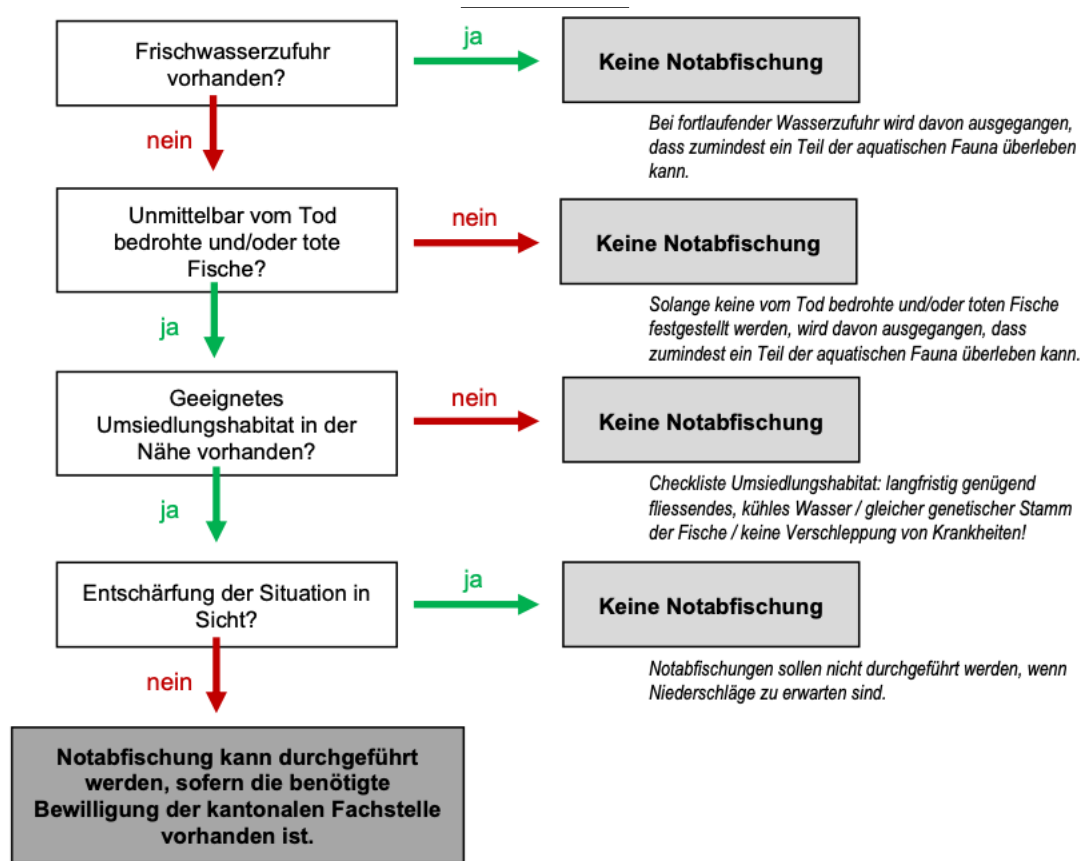 Frischwasserzufuhr
vorhanden?
ja
Keine Notabfischung
Bei fortlaufender Wasserzufuhr wird davon ausgegangen,
dass zumindest ein Teil der aquatischen Fauna überleben
kann.
nein
Unmittelbar vom Tod
bedrohte und/oder tote
Fische?
nein
Keine Notabfischung
Solange keine vom Tod bedrohte und/oder toten Fische
festgestellt werden, wird davon ausgegangen, dass
zumindest ein Teil der aquatischen Fauna überleben kann.
ja
Geeignetes
Umsiedlungshabitat in der
Nähe vorhanden?
nein
Keine Notabfischung
Checkliste Umsiedlungshabitat: langfristig genügend
fliessendes, kühles Wasser / gleicher genetischer Stamm
der Fische / keine Verschleppung von Krankheiten!
ja
Entschärfung der Situation in
Sicht?
ja
Keine Notabfischung
Notabfischungen sollen nicht durchgeführt werden, wenn
Niederschläge zu erwarten sind.
nein
Notabfischung kann durchgeführt
werden, sofern die benötigte
Bewilligung der kantonalen Fachstelle
vorhanden ist.